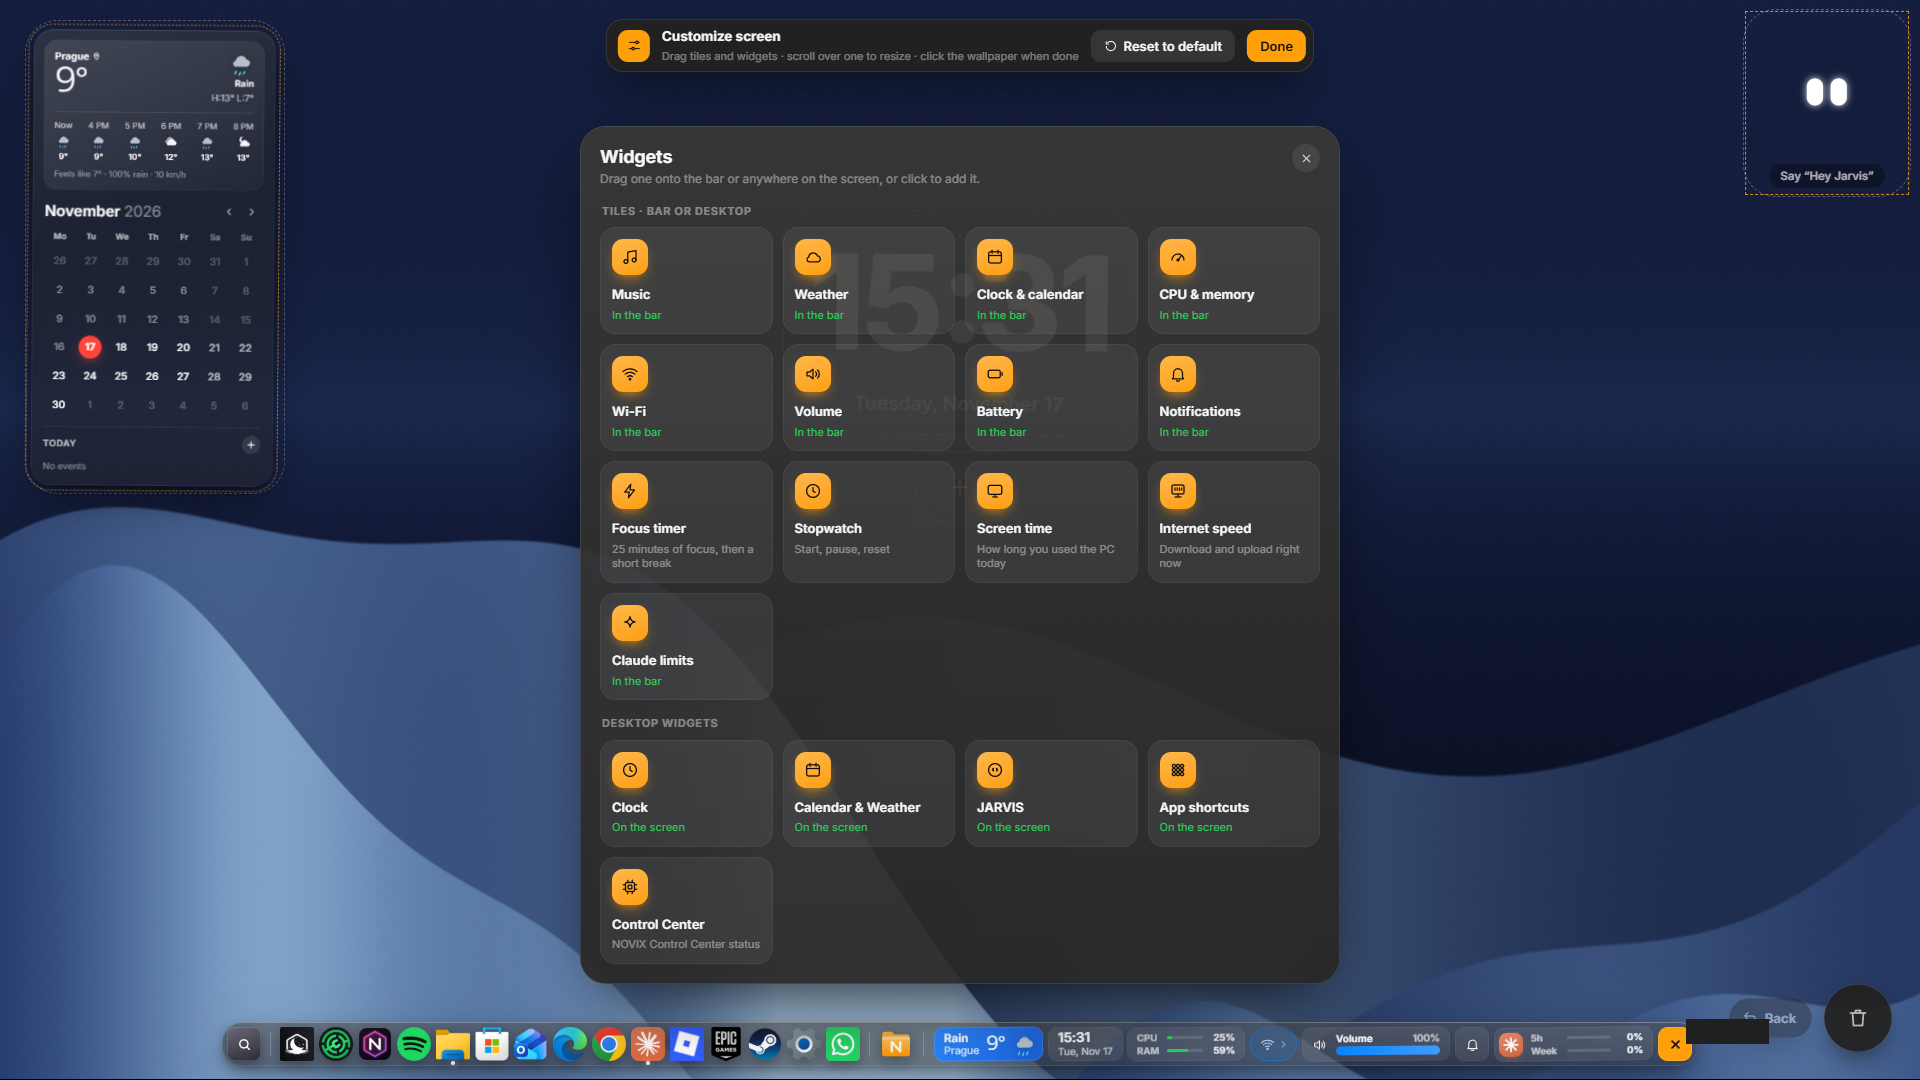 Prague
9°
Rain
H:13° L:7°
Now 4 PM 5 PM 6 PM 7 PM 8 PM
9° 9° 10° 12° 13° 13°
Feels like 7° · 100% rain · 10 km/h
November 2026
Mo Tu We Th Fr Sa Su
26 27 28 29 30 31 1
2 3 4 5 6 7 8
9 10 11 12 13 14 15
16 17 18 19 20 21 22
23 24 25 26 27 28 29
30 1 2 3 4 5 6
TODAY
No events
Customize screen
Drag tiles and widgets · scroll over one to resize · click the wallpaper when done
Reset to default
Done
Say “Hey Jarvis”
Widgets
Drag one onto the bar or anywhere on the screen, or click to add it.
TILES · BAR OR DESKTOP
15:31
Tuesday, November 17
Music
In the bar
Weather
In the bar
Clock & calendar
In the bar
CPU & memory
In the bar
Wi-Fi
In the bar
Volume
In the bar
Battery
In the bar
Notifications
In the bar
Focus timer
25 minutes of focus, then a
short break
Stopwatch
Start, pause, reset
Screen time
How long you used the PC
today
Internet speed
Download and upload right
now
Claude limits
In the bar
DESKTOP WIDGETS
Clock
On the screen
Calendar & Weather
On the screen
JARVIS
On the screen
App shortcuts
On the screen
Control Center
NOVIX Control Center status
Back
N
EPIC
GAMES
N
Rain
Prague
9°
15:31
Tue, Nov 17
CPU 25%
RAM 59%
Volume 100%
5h 0%
Week 0%